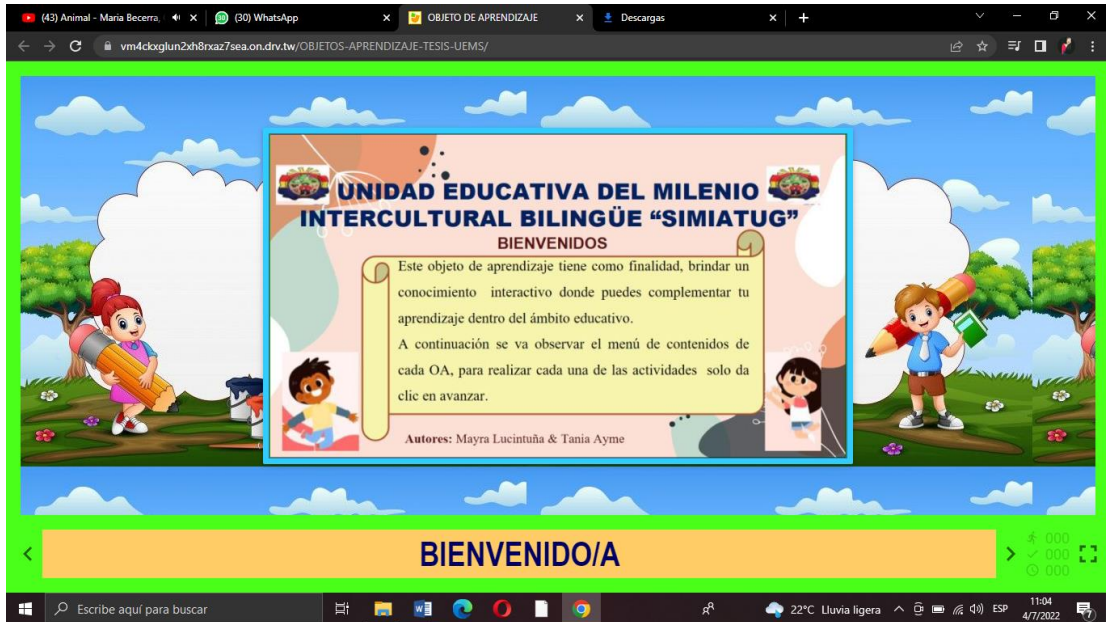 (43) Animal - Maria Becerra,
(30) WhatsApp
OBJETO DE APRENDIZAJE
Descargas
vm4ckxglun2xh8rxaz7sea.on.drv.tw/OBJETOS-APRENDIZAJE-TESIS-UEMS/
UNIDAD EDUCATIVA DEL MILENIO
INTERCULTURAL BILINGÜE “SIMIATUG”
BIENVENIDOS
Este objeto de aprendizaje tiene como finalidad, brindar un
conocimiento interactivo donde puedes complementar tu
aprendizaje dentro del ámbito educativo.
A continuación se va observar el menú de contenidos de
cada OA, para realizar cada una de las actividades solo da
clic en avanzar.
Autores: Mayra Lucintuña & Tania Ayme
BIENVENIDO/A
000
000
000
Escribe aquí para buscar
22°C Lluvia ligera
ESP
11:04
4/7/2022
7